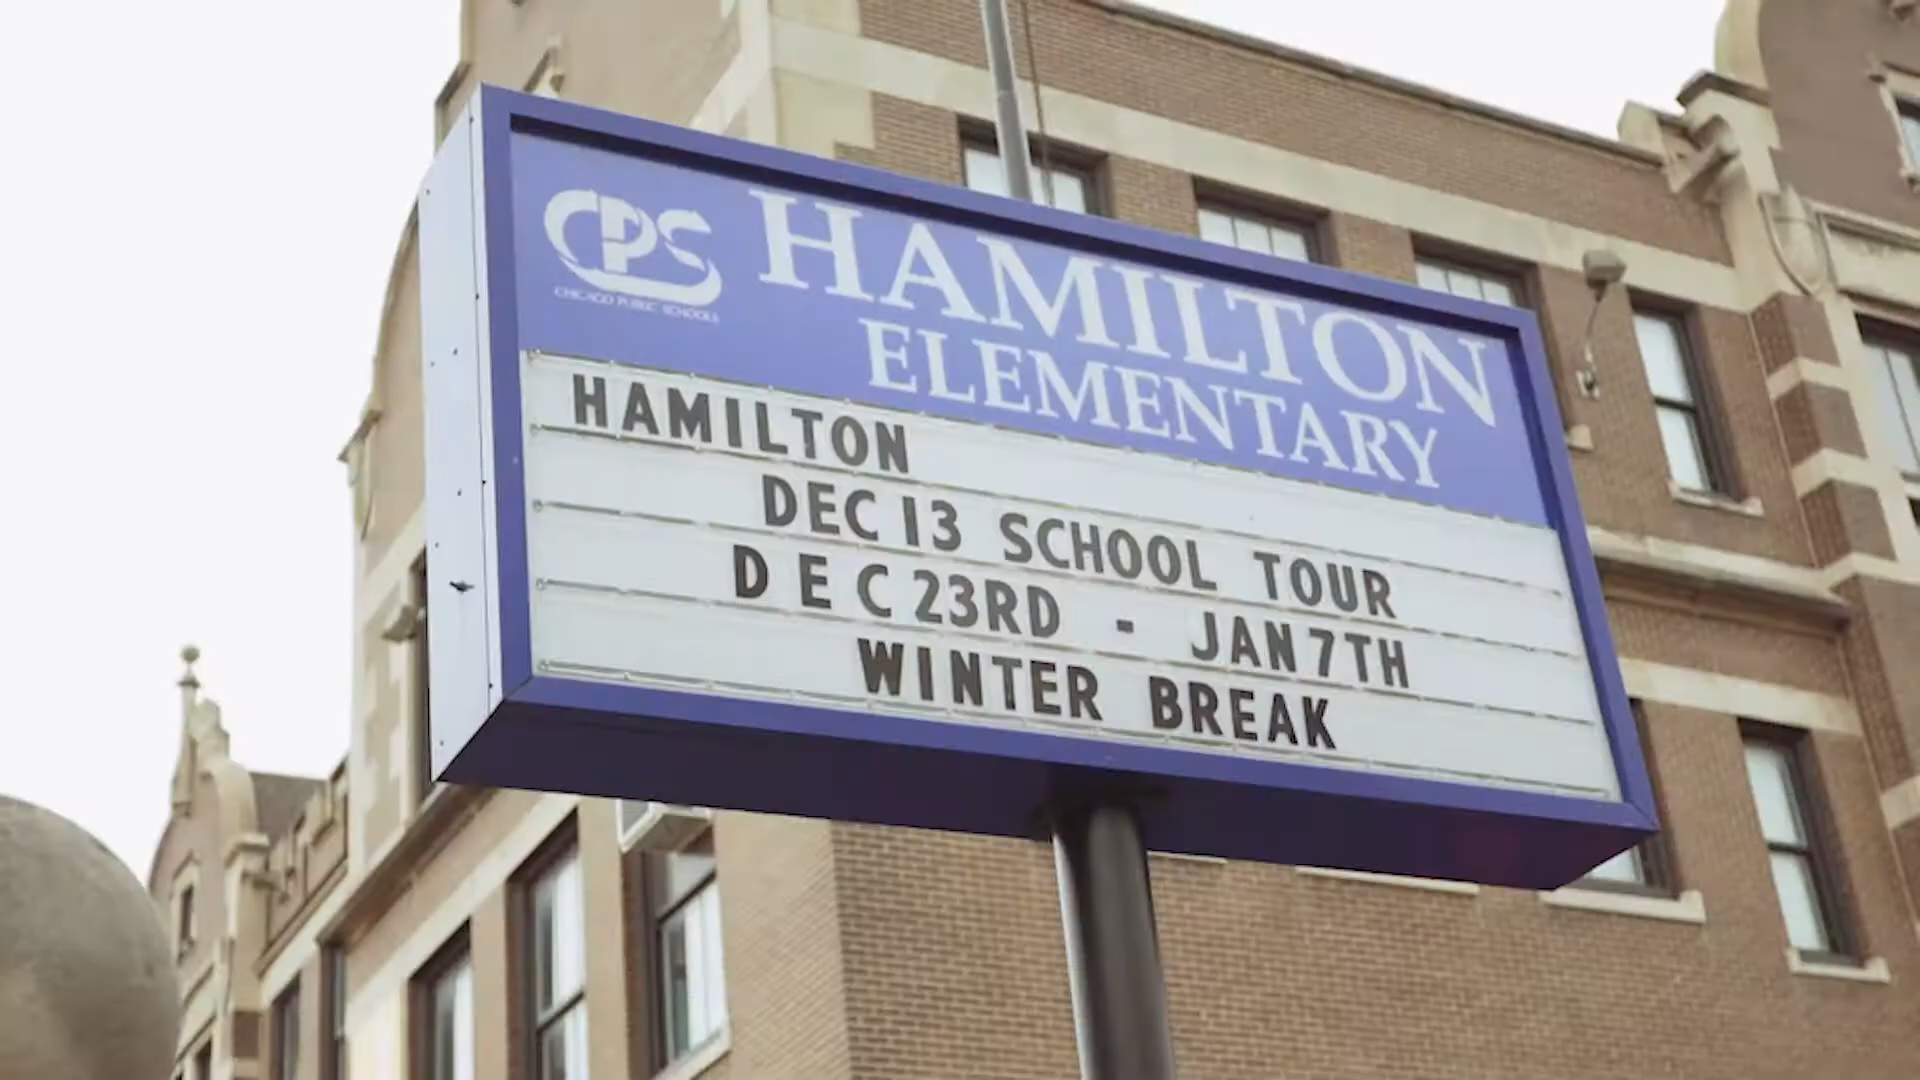 CPS
CHICAGO PUBLIC SCHOOLS
HAMILTON
ELEMENTARY
HAMILTON
DEC 13 SCHOOL TOUR
DEC 23RD - JAN 7TH
WINTER BREAK